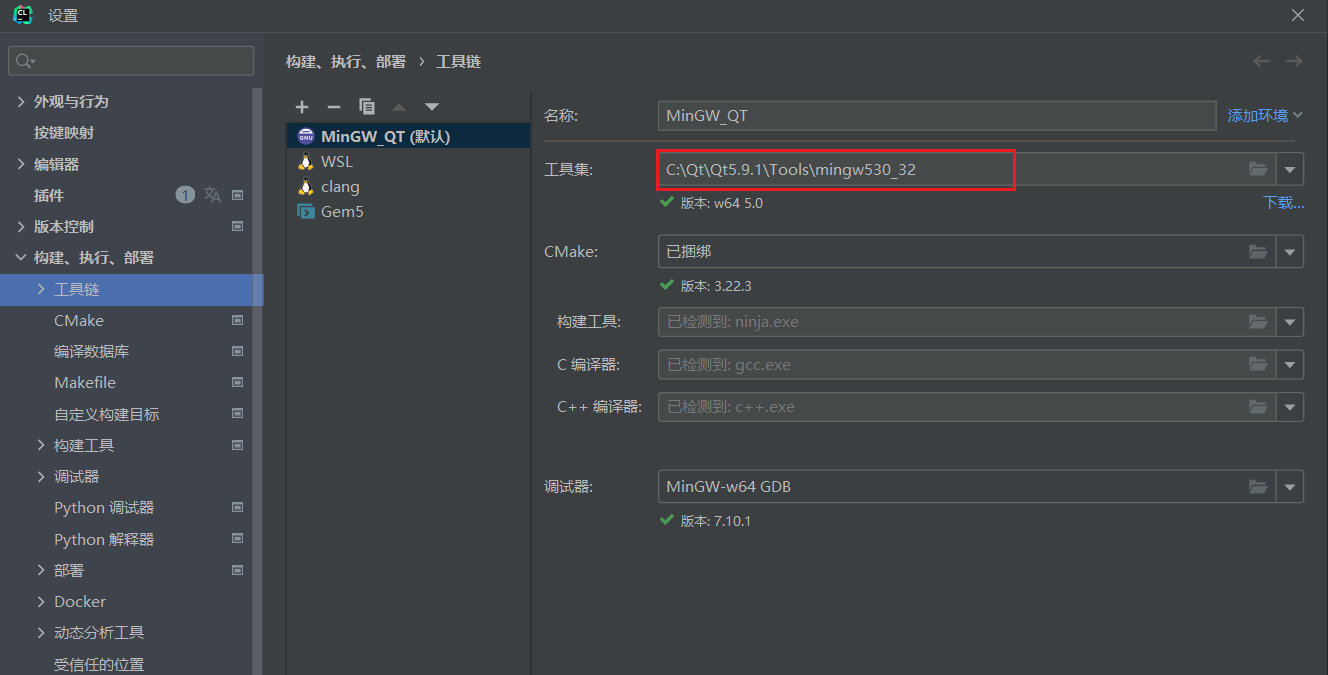 设置
外观与行为
按键映射
编辑器
插件 1
版本控制
构建、执行、部署
工具链
CMake
编译数据库
Makefile
自定义构建目标
构建工具
调试器
Python 调试器
Python 解释器
部署
Docker
动态分析工具
受信任的位置
构建、执行、部署 › 工具链
MinGW_QT (默认)
WSL
clang
Gem5
名称: MinGW_QT 添加环境
工具集: C:\Qt\Qt5.9.1\Tools\mingw530_32
版本: w64 5.0 下载...
CMake: 已捆绑
版本: 3.22.3
构建工具: 已检测到: ninja.exe
C 编译器: 已检测到: gcc.exe
C++ 编译器: 已检测到: c++.exe
调试器: MinGW-w64 GDB
版本: 7.10.1